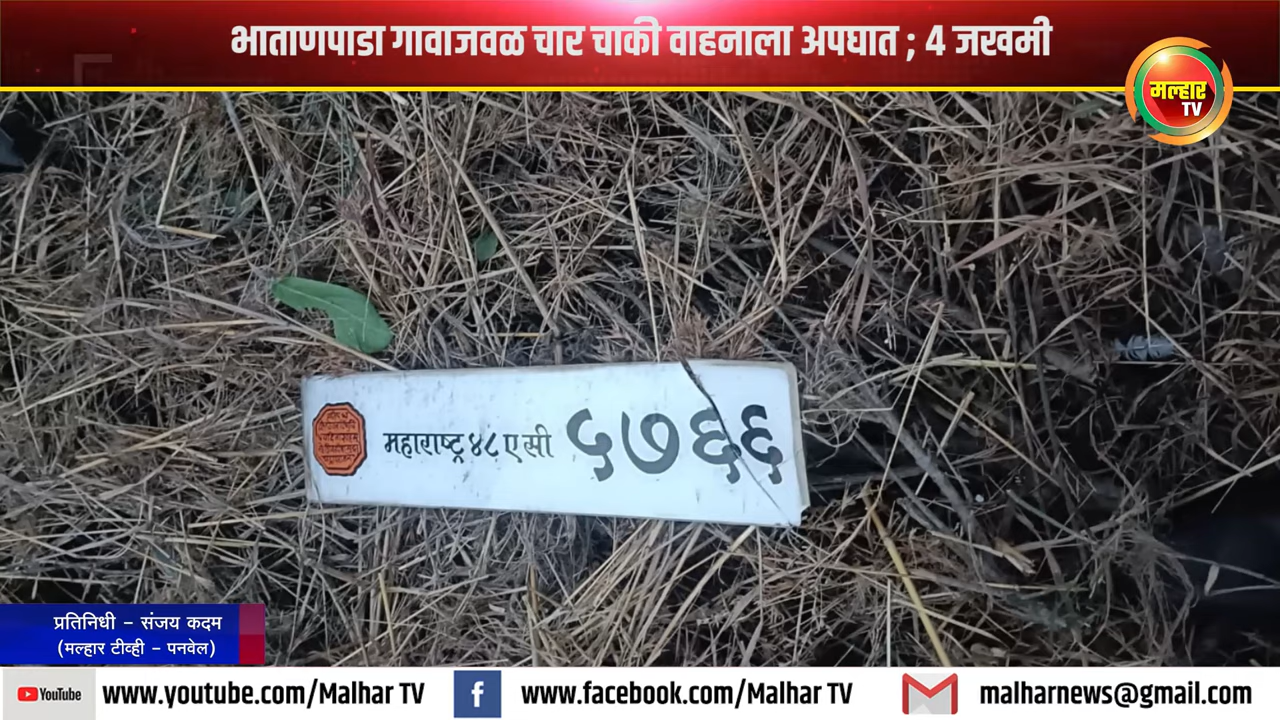 भाताणपाडा गावाजवळ चार चाकी वाहनाला अपघात ; 4 जखमी
मल्हार
TV
महाराष्ट्र ४८ ए सी ५७६६
प्रतिनिधी – संजय कदम
(मल्हार टीव्ही – पनवेल)
YouTube www.youtube.com/Malhar TV f www.facebook.com/Malhar TV malharnews@gmail.com